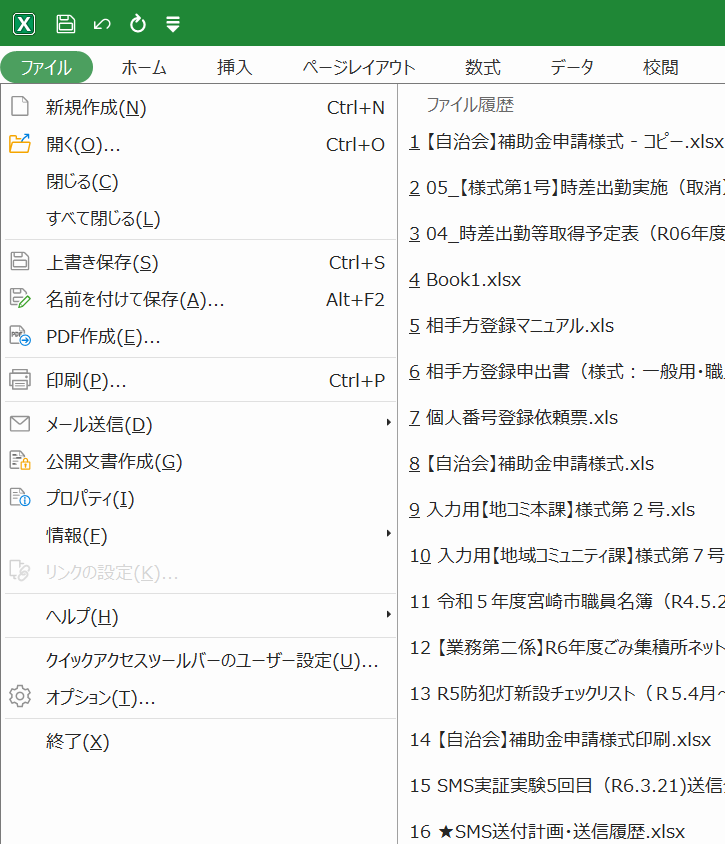 X
ファイル ホーム 挿入 ページレイアウト 数式 データ 校閲
新規作成(N) Ctrl+N
開く(O)... Ctrl+O
閉じる(C)
すべて閉じる(L)
上書き保存(S) Ctrl+S
名前を付けて保存(A)... Alt+F2
PDF作成(E)...
印刷(P)... Ctrl+P
メール送信(D)
公開文書作成(G)
プロパティ(I)
情報(F)
リンクの設定(K)...
ヘルプ(H)
クイックアクセスツールバーのユーザー設定(U)...
オプション(T)...
終了(X)
ファイル履歴
1 【自治会】補助金申請様式 - コピー.xlsx
2 05_【様式第1号】時差出勤実施（取消）
3 04_時差出勤等取得予定表（R06年度
4 Book1.xlsx
5 相手方登録マニュアル.xls
6 相手方登録申出書（様式：一般用・職員
7 個人番号登録依頼票.xls
8 【自治会】補助金申請様式.xls
9 入力用【地コミ本課】様式第２号.xls
10 入力用【地域コミュニティ課】様式第７号
11 令和５年度宮崎市職員名簿（R4.5.2
12 【業務第二係】R6年度ごみ集積所ネット
13 R5防犯灯新設チェックリスト（Ｒ5.4月～
14 【自治会】補助金申請様式印刷.xlsx
15 SMS実証実験5回目（R6.3.21)送信
16 ★SMS送付計画・送信履歴.xlsx